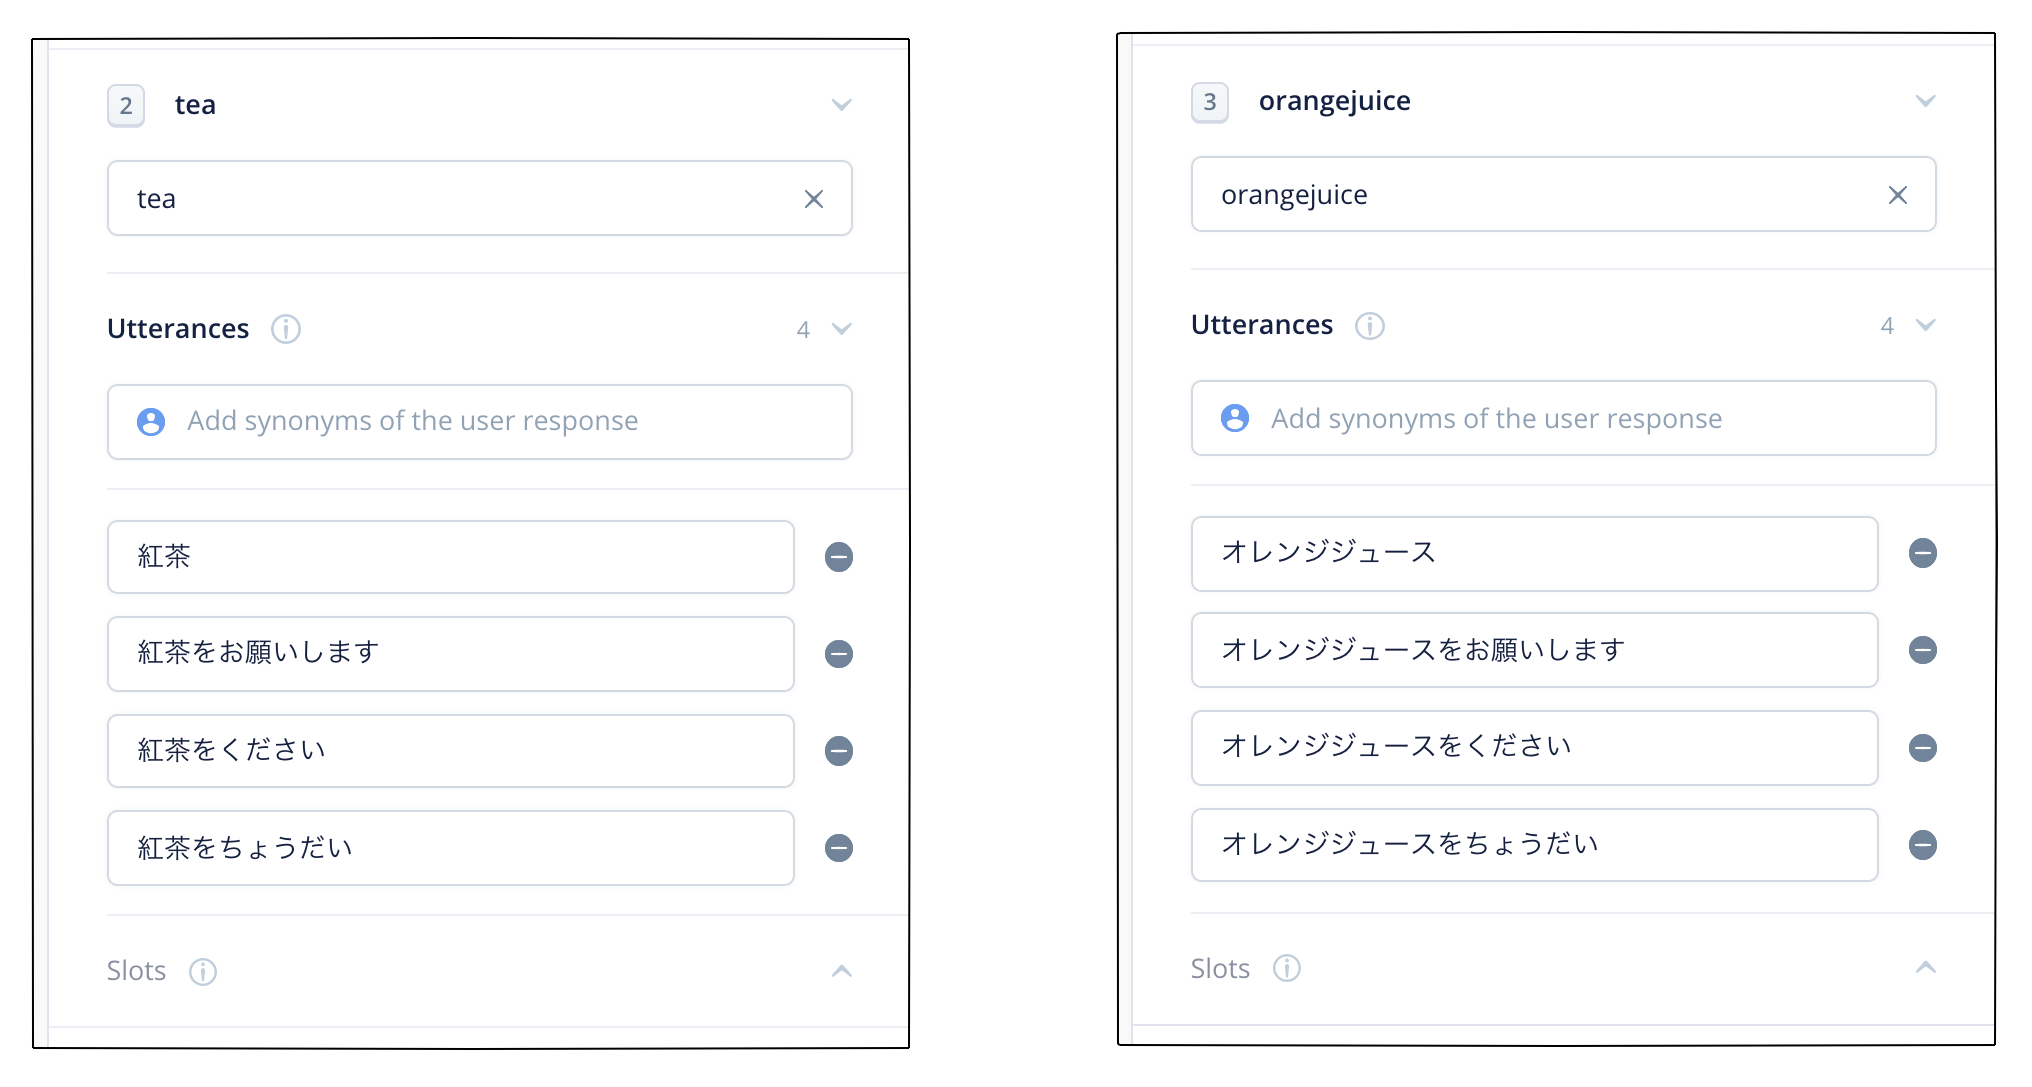 2 tea
tea
Utterances 4
Add synonyms of the user response
紅茶
紅茶をお願いします
紅茶をください
紅茶をちょうだい
Slots
3 orangejuice
orangejuice
Utterances 4
Add synonyms of the user response
オレンジジュース
オレンジジュースをお願いします
オレンジジュースをください
オレンジジュースをちょうだい
Slots